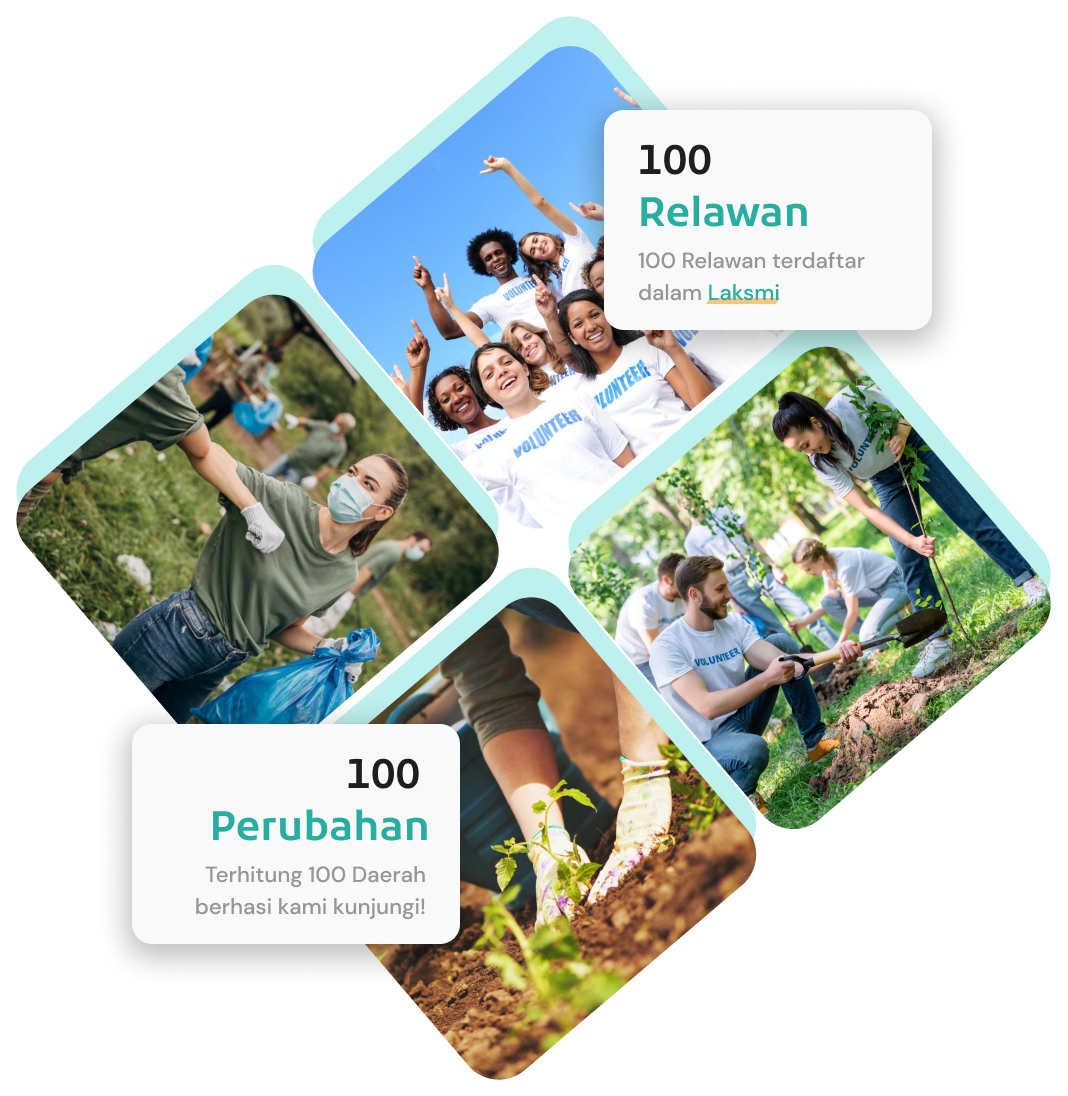 100
Relawan
100 Relawan terdaftar
dalam Laksmi
VOLUNTEER
VOLUNTEER
VOLUNTEER
VOLUNTEER
100
Perubahan
Terhitung 100 Daerah
berhasi kami kunjungi!